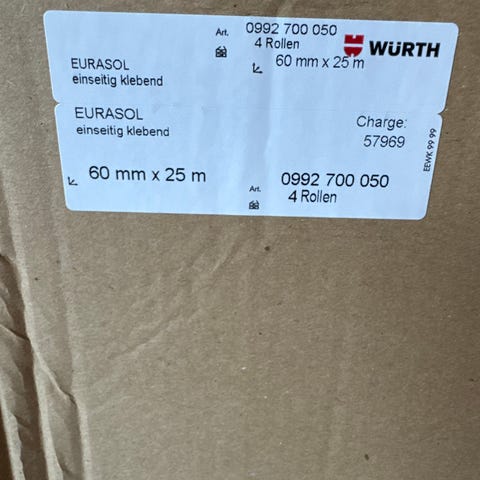 Art. 0992 700 050
4 Rollen
WÜRTH
EURASOL
einseitig klebend
60 mm x 25 m
EURASOL
einseitig klebend
Charge:
57969
EEWK 99 99
60 mm x 25 m
Art. 0992 700 050
4 Rollen